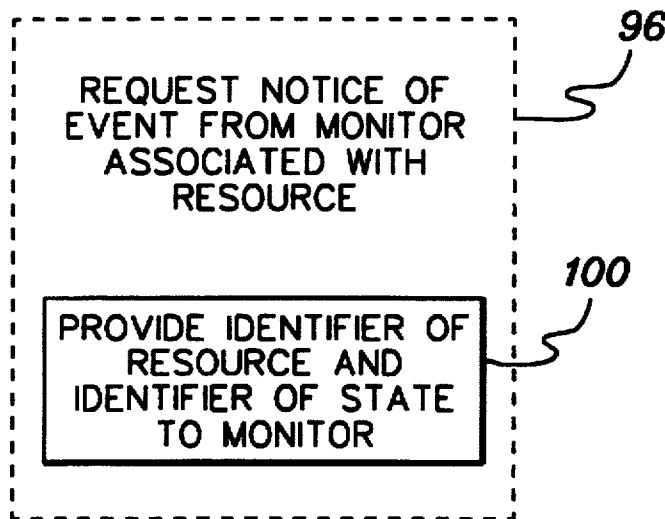 96
REQUEST NOTICE OF
EVENT FROM MONITOR
ASSOCIATED WITH
RESOURCE
100
PROVIDE IDENTIFIER OF
RESOURCE AND
IDENTIFIER OF STATE
TO MONITOR